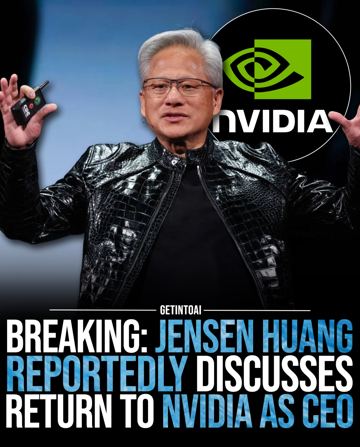 NVIDIA
GETINTOAI
BREAKING: JENSEN HUANG
REPORTEDLY DISCUSSES
RETURN TO NVIDIA AS CEO